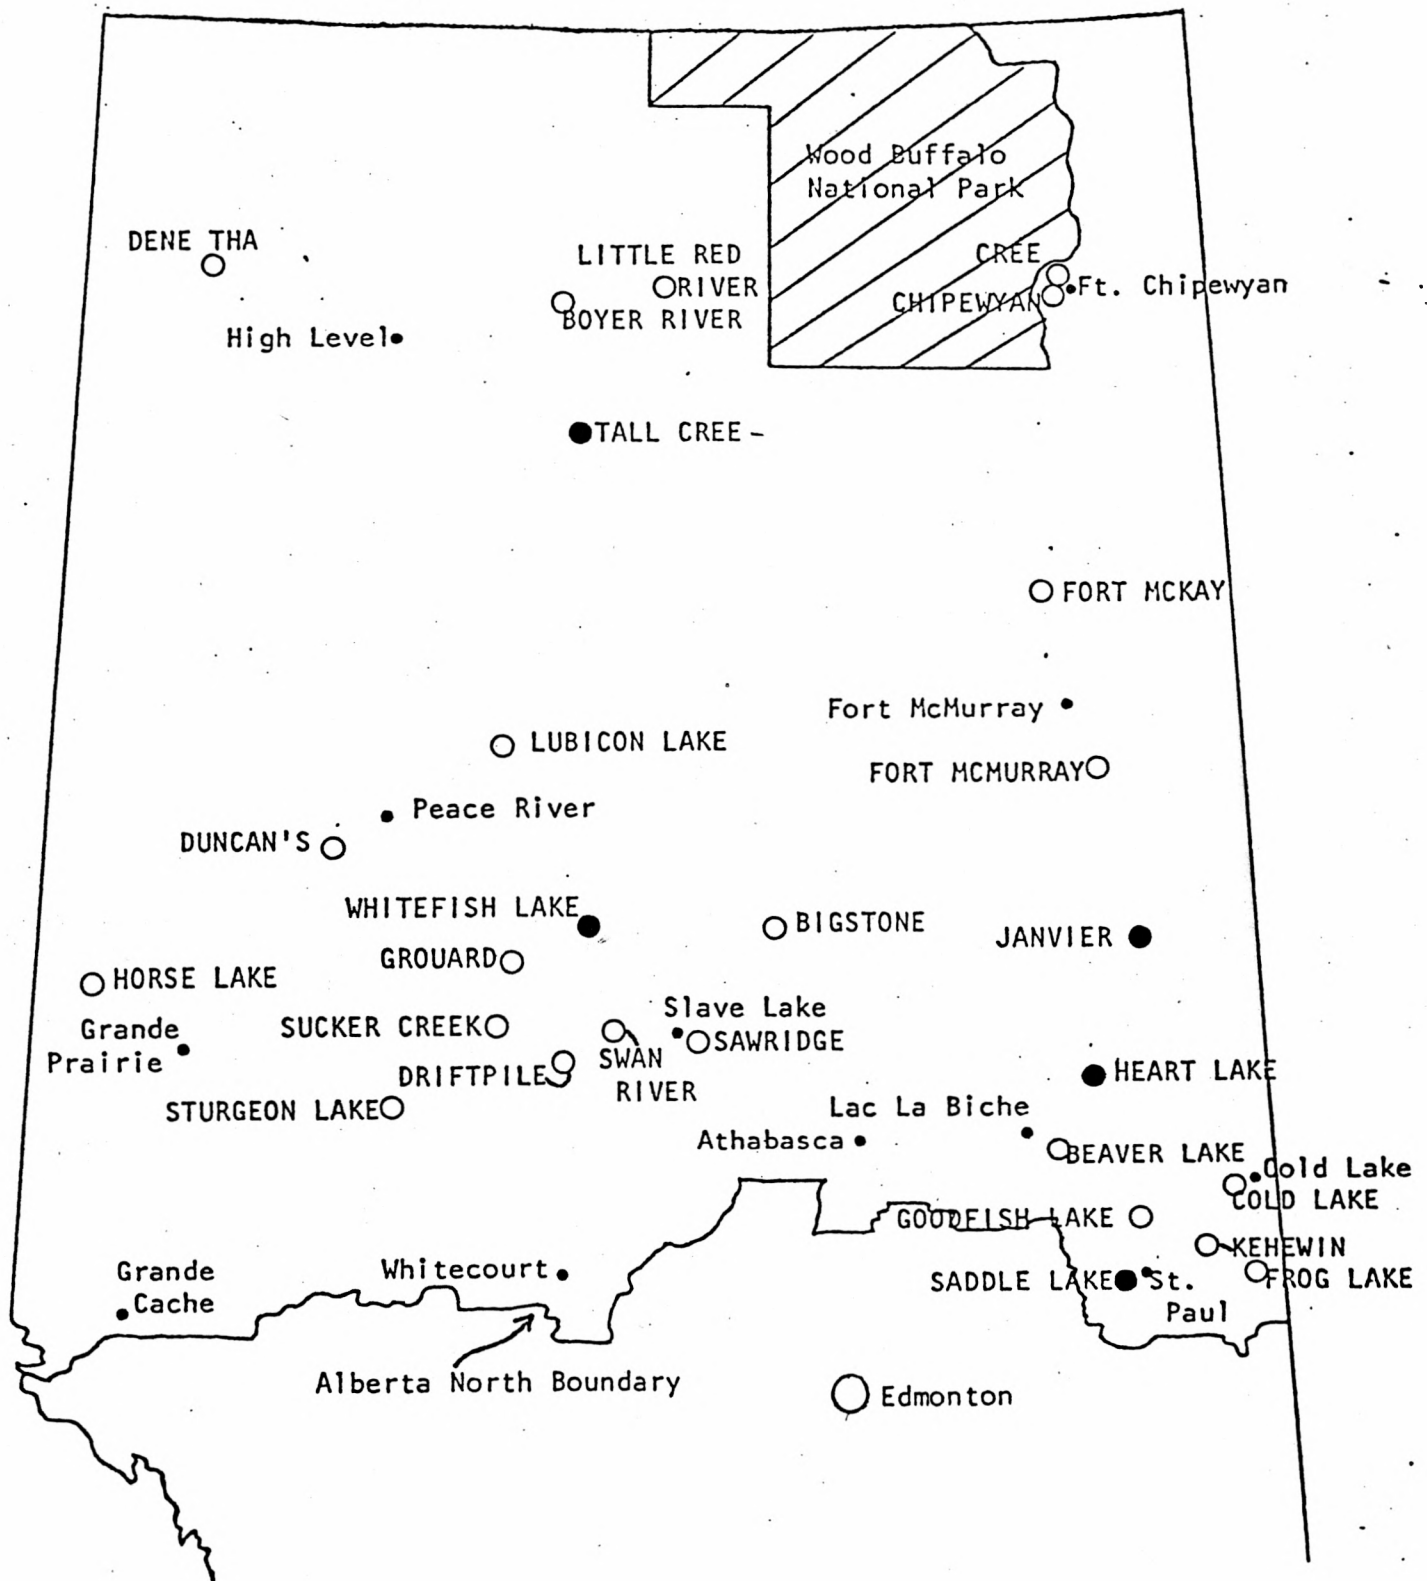 Wood Buffalo
National Park
DENE THA
LITTLE RED
RIVER
BOYER RIVER
CREE
CHIPEWYAN
Ft. Chipewyan
High Level
TALL CREE
FORT MCKAY
Fort McMurray
FORT MCMURRAY
LUBICON LAKE
Peace River
DUNCAN'S
WHITEFISH LAKE
BIGSTONE
JANVIER
GROUARD
HORSE LAKE
Grande
Prairie
SUCKER CREEK
Slave Lake
SAWRIDGE
SWAN
RIVER
DRIFTPILE
STURGEON LAKE
HEART LAKE
Lac La Biche
Athabasca
BEAVER LAKE
Cold Lake
COLD LAKE
GOODFISH LAKE
KEHEWIN
SADDLE LAKE
St.
Paul
FROG LAKE
Grande
Cache
Whitecourt
Alberta North Boundary
Edmonton